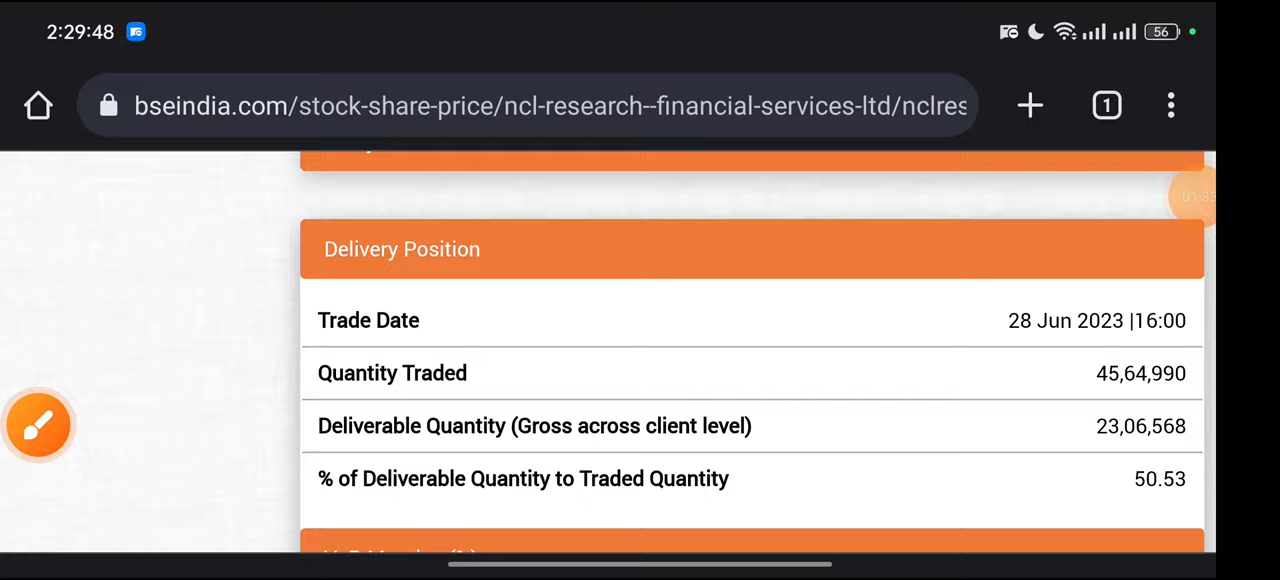 2:29:48
56
bseindia.com/stock-share-price/ncl-research--financial-services-ltd/nclres
1
01:33
Delivery Position
Trade Date 28 Jun 2023 |16:00
Quantity Traded 45,64,990
Deliverable Quantity (Gross across client level) 23,06,568
% of Deliverable Quantity to Traded Quantity 50.53